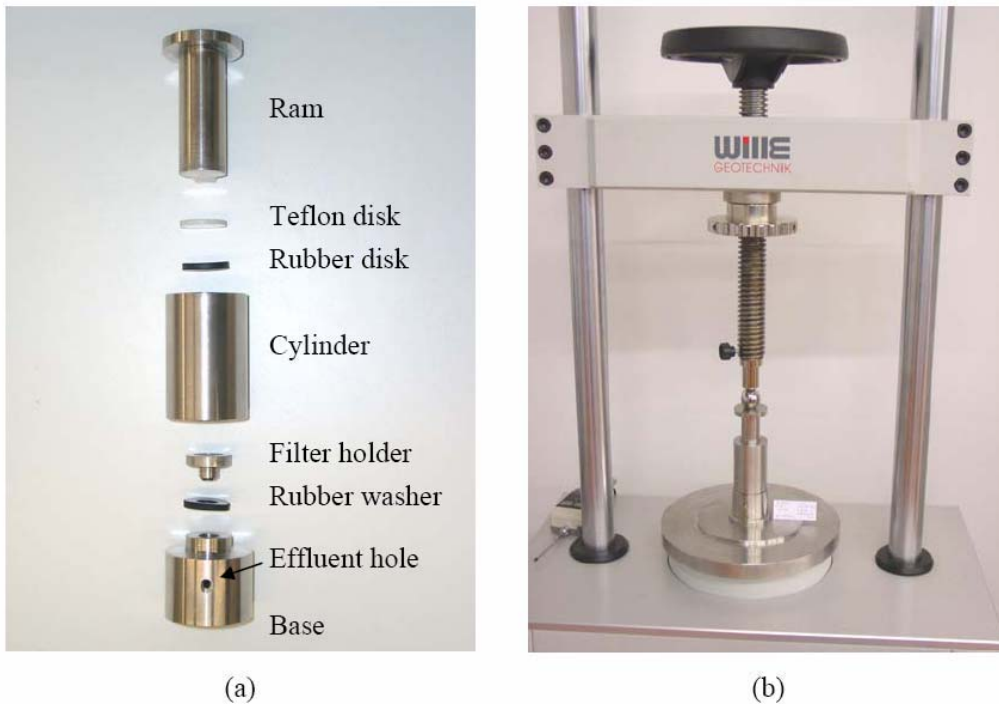 Ram
Teflon disk
Rubber disk
Cylinder
Filter holder
Rubber washer
Effluent hole
Base
(a)
WillE
GEOTECHNIK
(b)